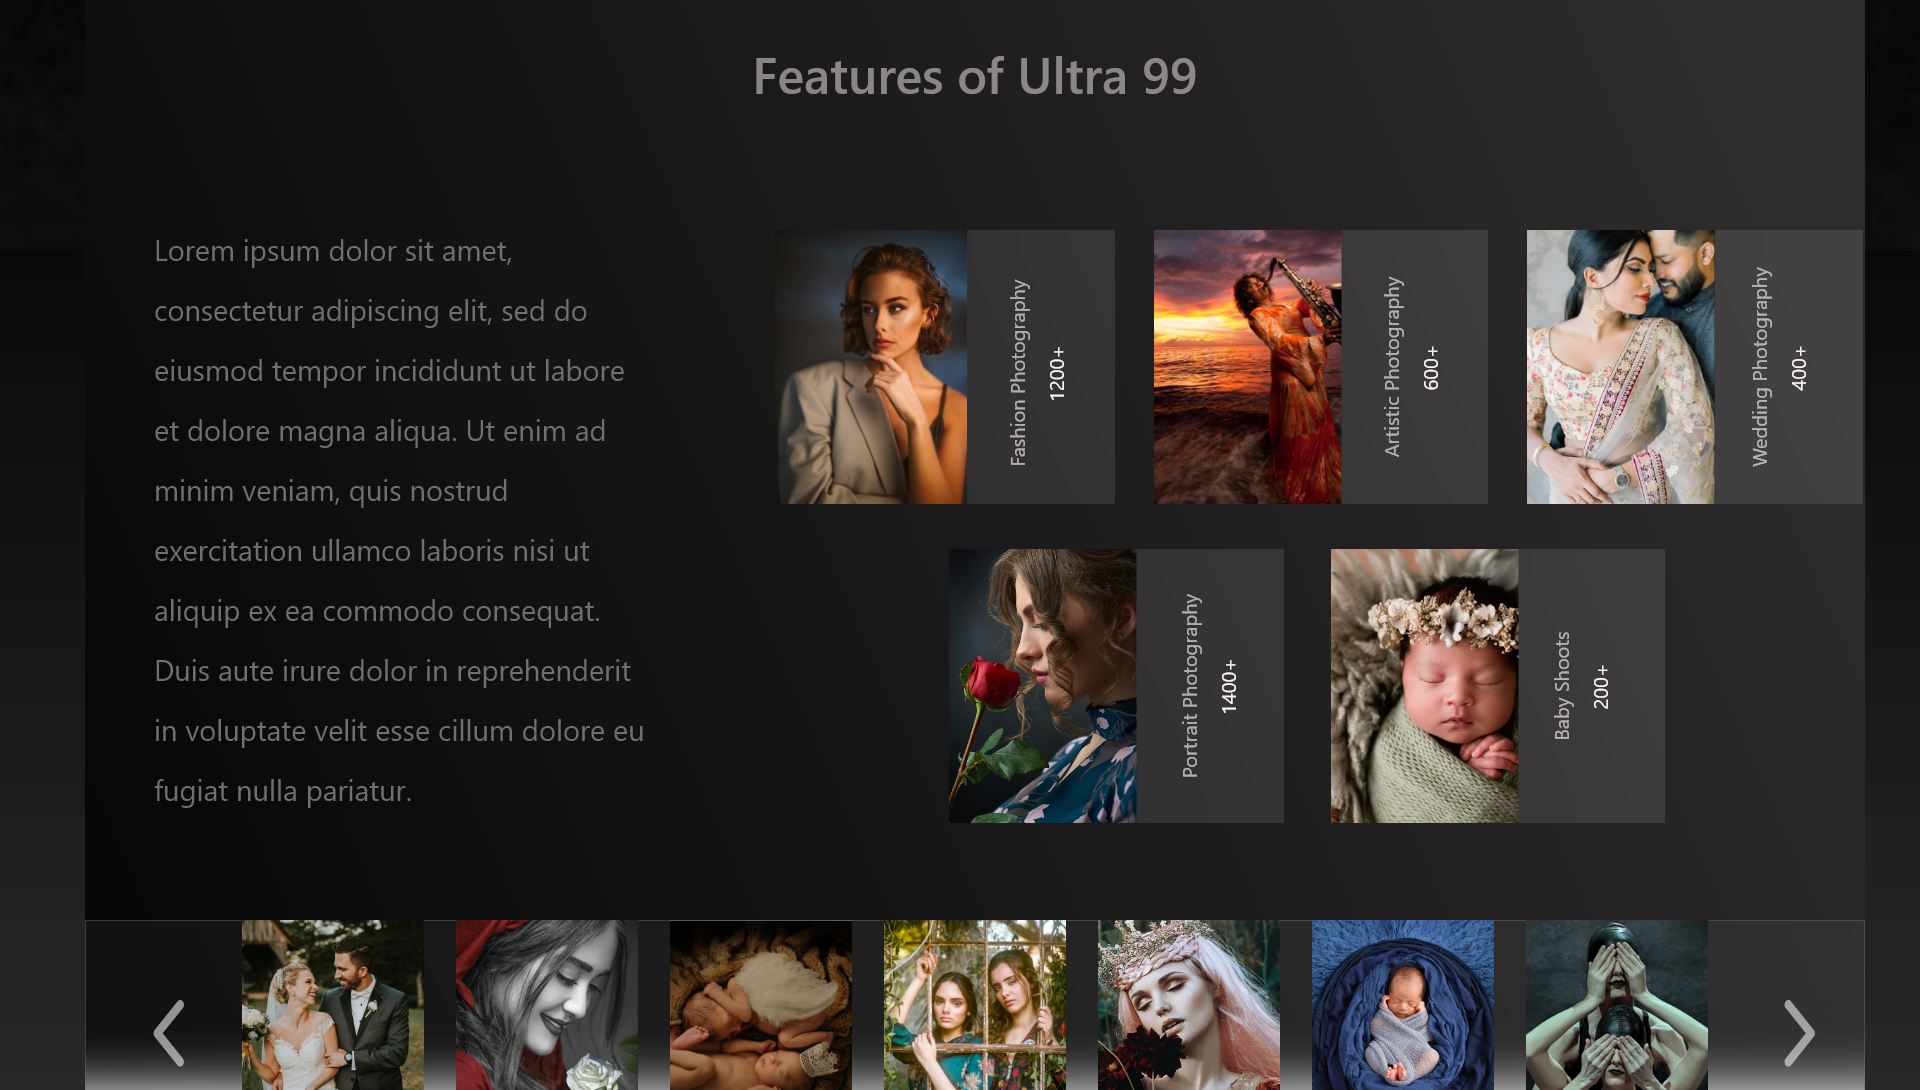 Features of Ultra 99
Lorem ipsum dolor sit amet,
consectetur adipiscing elit, sed do
eiusmod tempor incididunt ut labore
et dolore magna aliqua. Ut enim ad
minim veniam, quis nostrud
exercitation ullamco laboris nisi ut
aliquip ex ea commodo consequat.
Duis aute irure dolor in reprehenderit
in voluptate velit esse cillum dolore eu
fugiat nulla pariatur.
Fashion Photography
1200+
Artistic Photography
600+
Wedding Photography
400+
Portrait Photography
1400+
Baby Shoots
200+